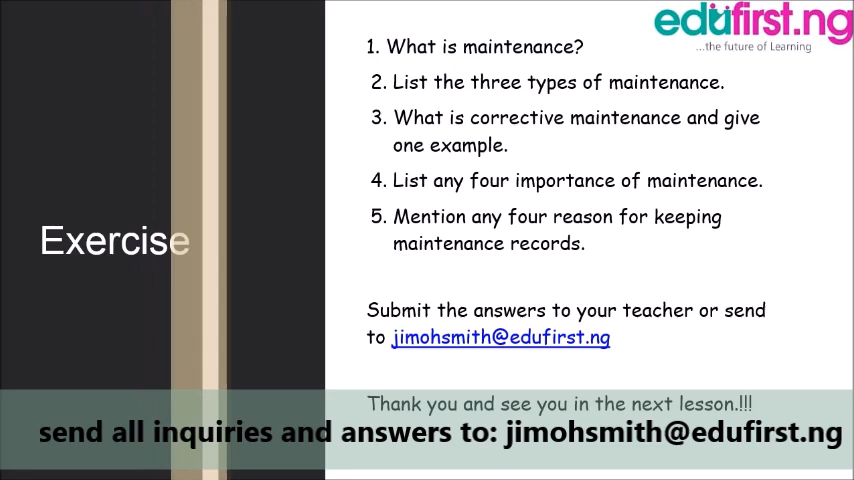 edufirst.ng
...the future of Learning
1. What is maintenance?
2. List the three types of maintenance.
3. What is corrective maintenance and give
one example.
4. List any four importance of maintenance.
5. Mention any four reason for keeping
maintenance records.
Exercise
Submit the answers to your teacher or send
to jimohsmith@edufirst.ng
Thank you and see you in the next lesson.!!!
send all inquiries and answers to: jimohsmith@edufirst.ng